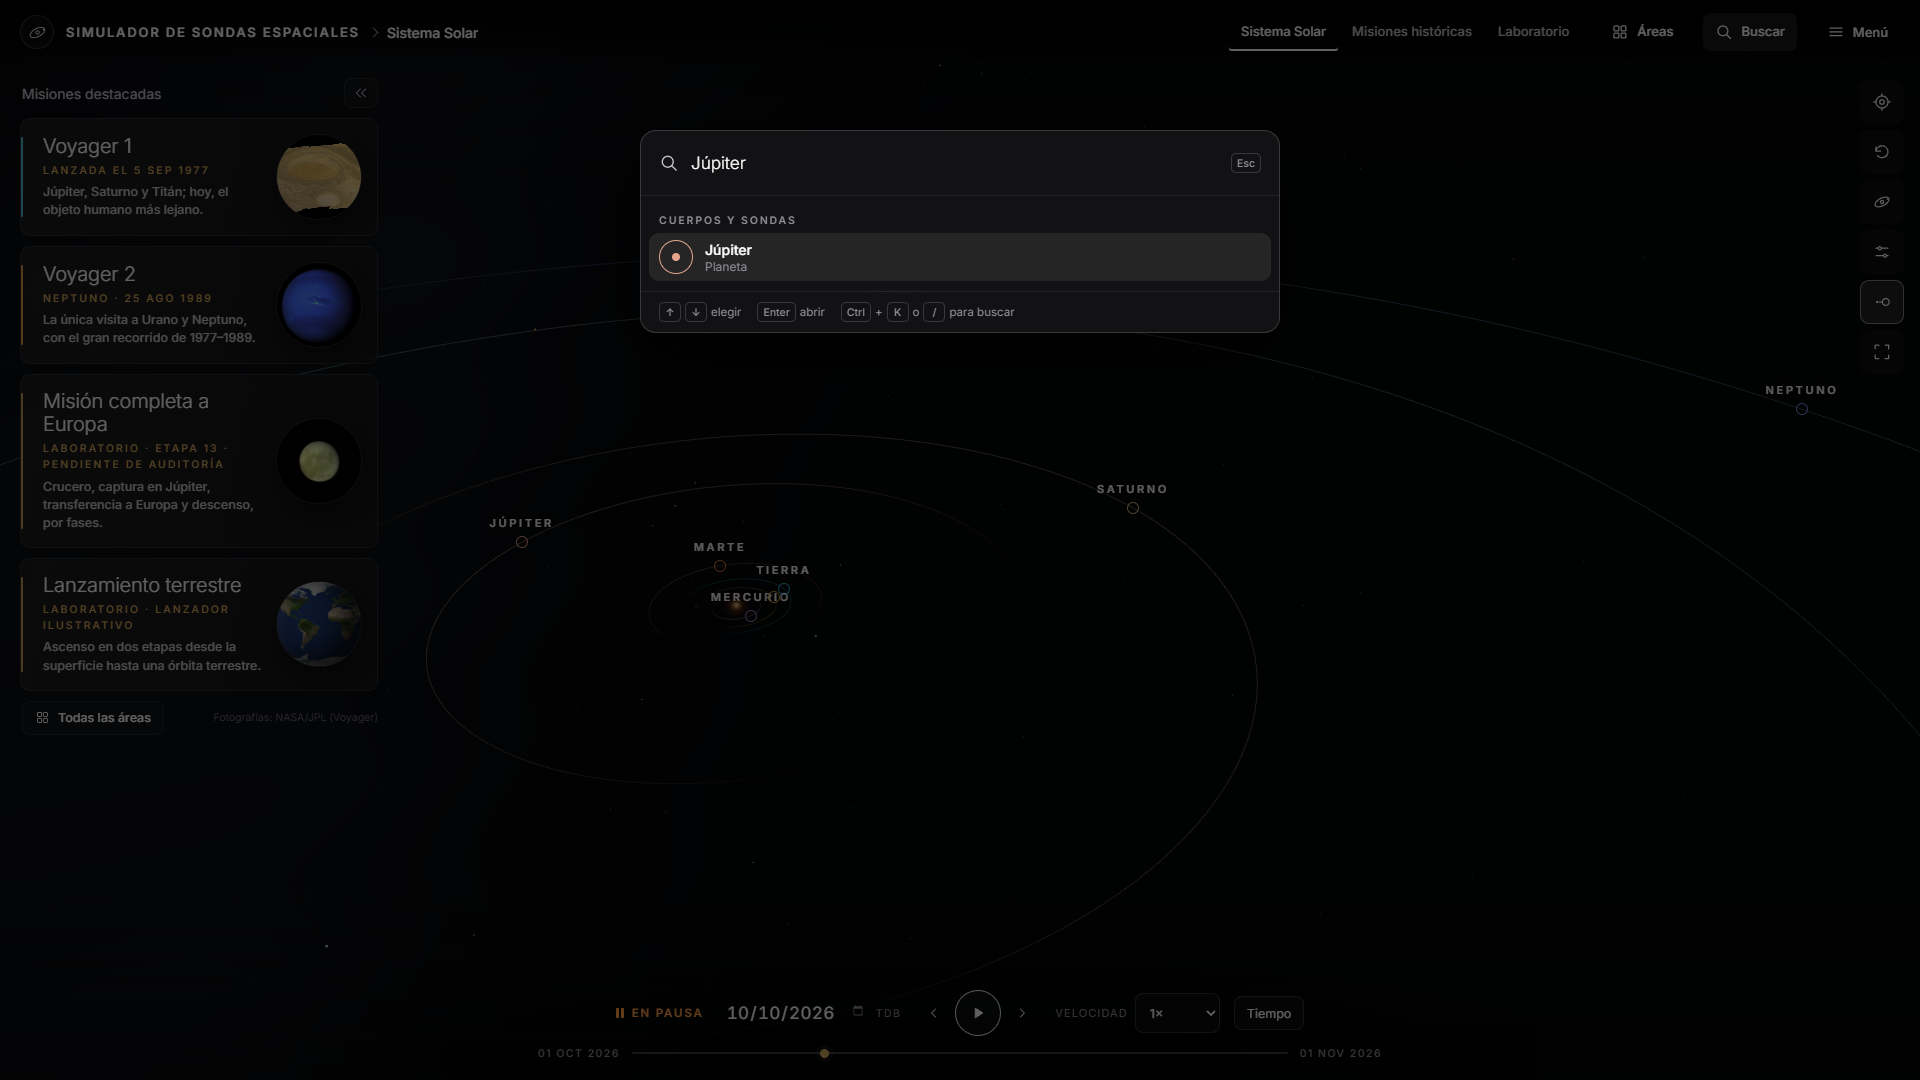 SIMULADOR DE SONDAS ESPACIALES
Sistema Solar
Sistema Solar
Misiones históricas
Laboratorio
Áreas
Buscar
Menú
Misiones destacadas
Voyager 1
LANZADA EL 5 SEP 1977
Júpiter, Saturno y Titán; hoy, el
objeto humano más lejano.
Voyager 2
NEPTUNO · 25 AGO 1989
La única visita a Urano y Neptuno,
con el gran recorrido de 1977–1989.
Misión completa a
Europa
LABORATORIO · ETAPA 13 ·
PENDIENTE DE AUDITORÍA
Crucero, captura en Júpiter,
transferencia a Europa y descenso,
por fases.
Lanzamiento terrestre
LABORATORIO · LANZADOR
ILUSTRATIVO
Ascenso en dos etapas desde la
superficie hasta una órbita terrestre.
Todas las áreas
Fotografías: NASA/JPL (Voyager)
Júpiter
Esc
CUERPOS Y SONDAS
Júpiter
Planeta
↑ ↓ elegir Enter abrir Ctrl + K o / para buscar
NEPTUNO
SATURNO
JÚPITER
MARTE
TIERRA
MERCURIO
EN PAUSA
10/10/2026
TDB
VELOCIDAD
1×
Tiempo
01 OCT 2026
01 NOV 2026